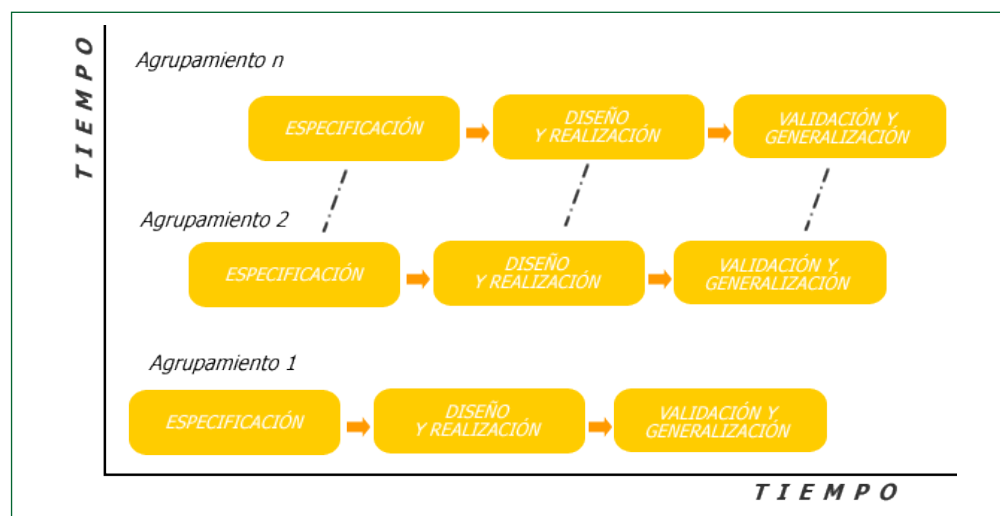 TIEMPO
Agrupamiento n
ESPECIFICACIÓN
DISEÑO
Y REALIZACIÓN
VALIDACIÓN Y
GENERALIZACIÓN
Agrupamiento 2
ESPECIFICACIÓN
DISEÑO
Y REALIZACIÓN
VALIDACIÓN Y
GENERALIZACIÓN
Agrupamiento 1
ESPECIFICACIÓN
DISEÑO
Y REALIZACIÓN
VALIDACIÓN Y
GENERALIZACIÓN
TIEMPO